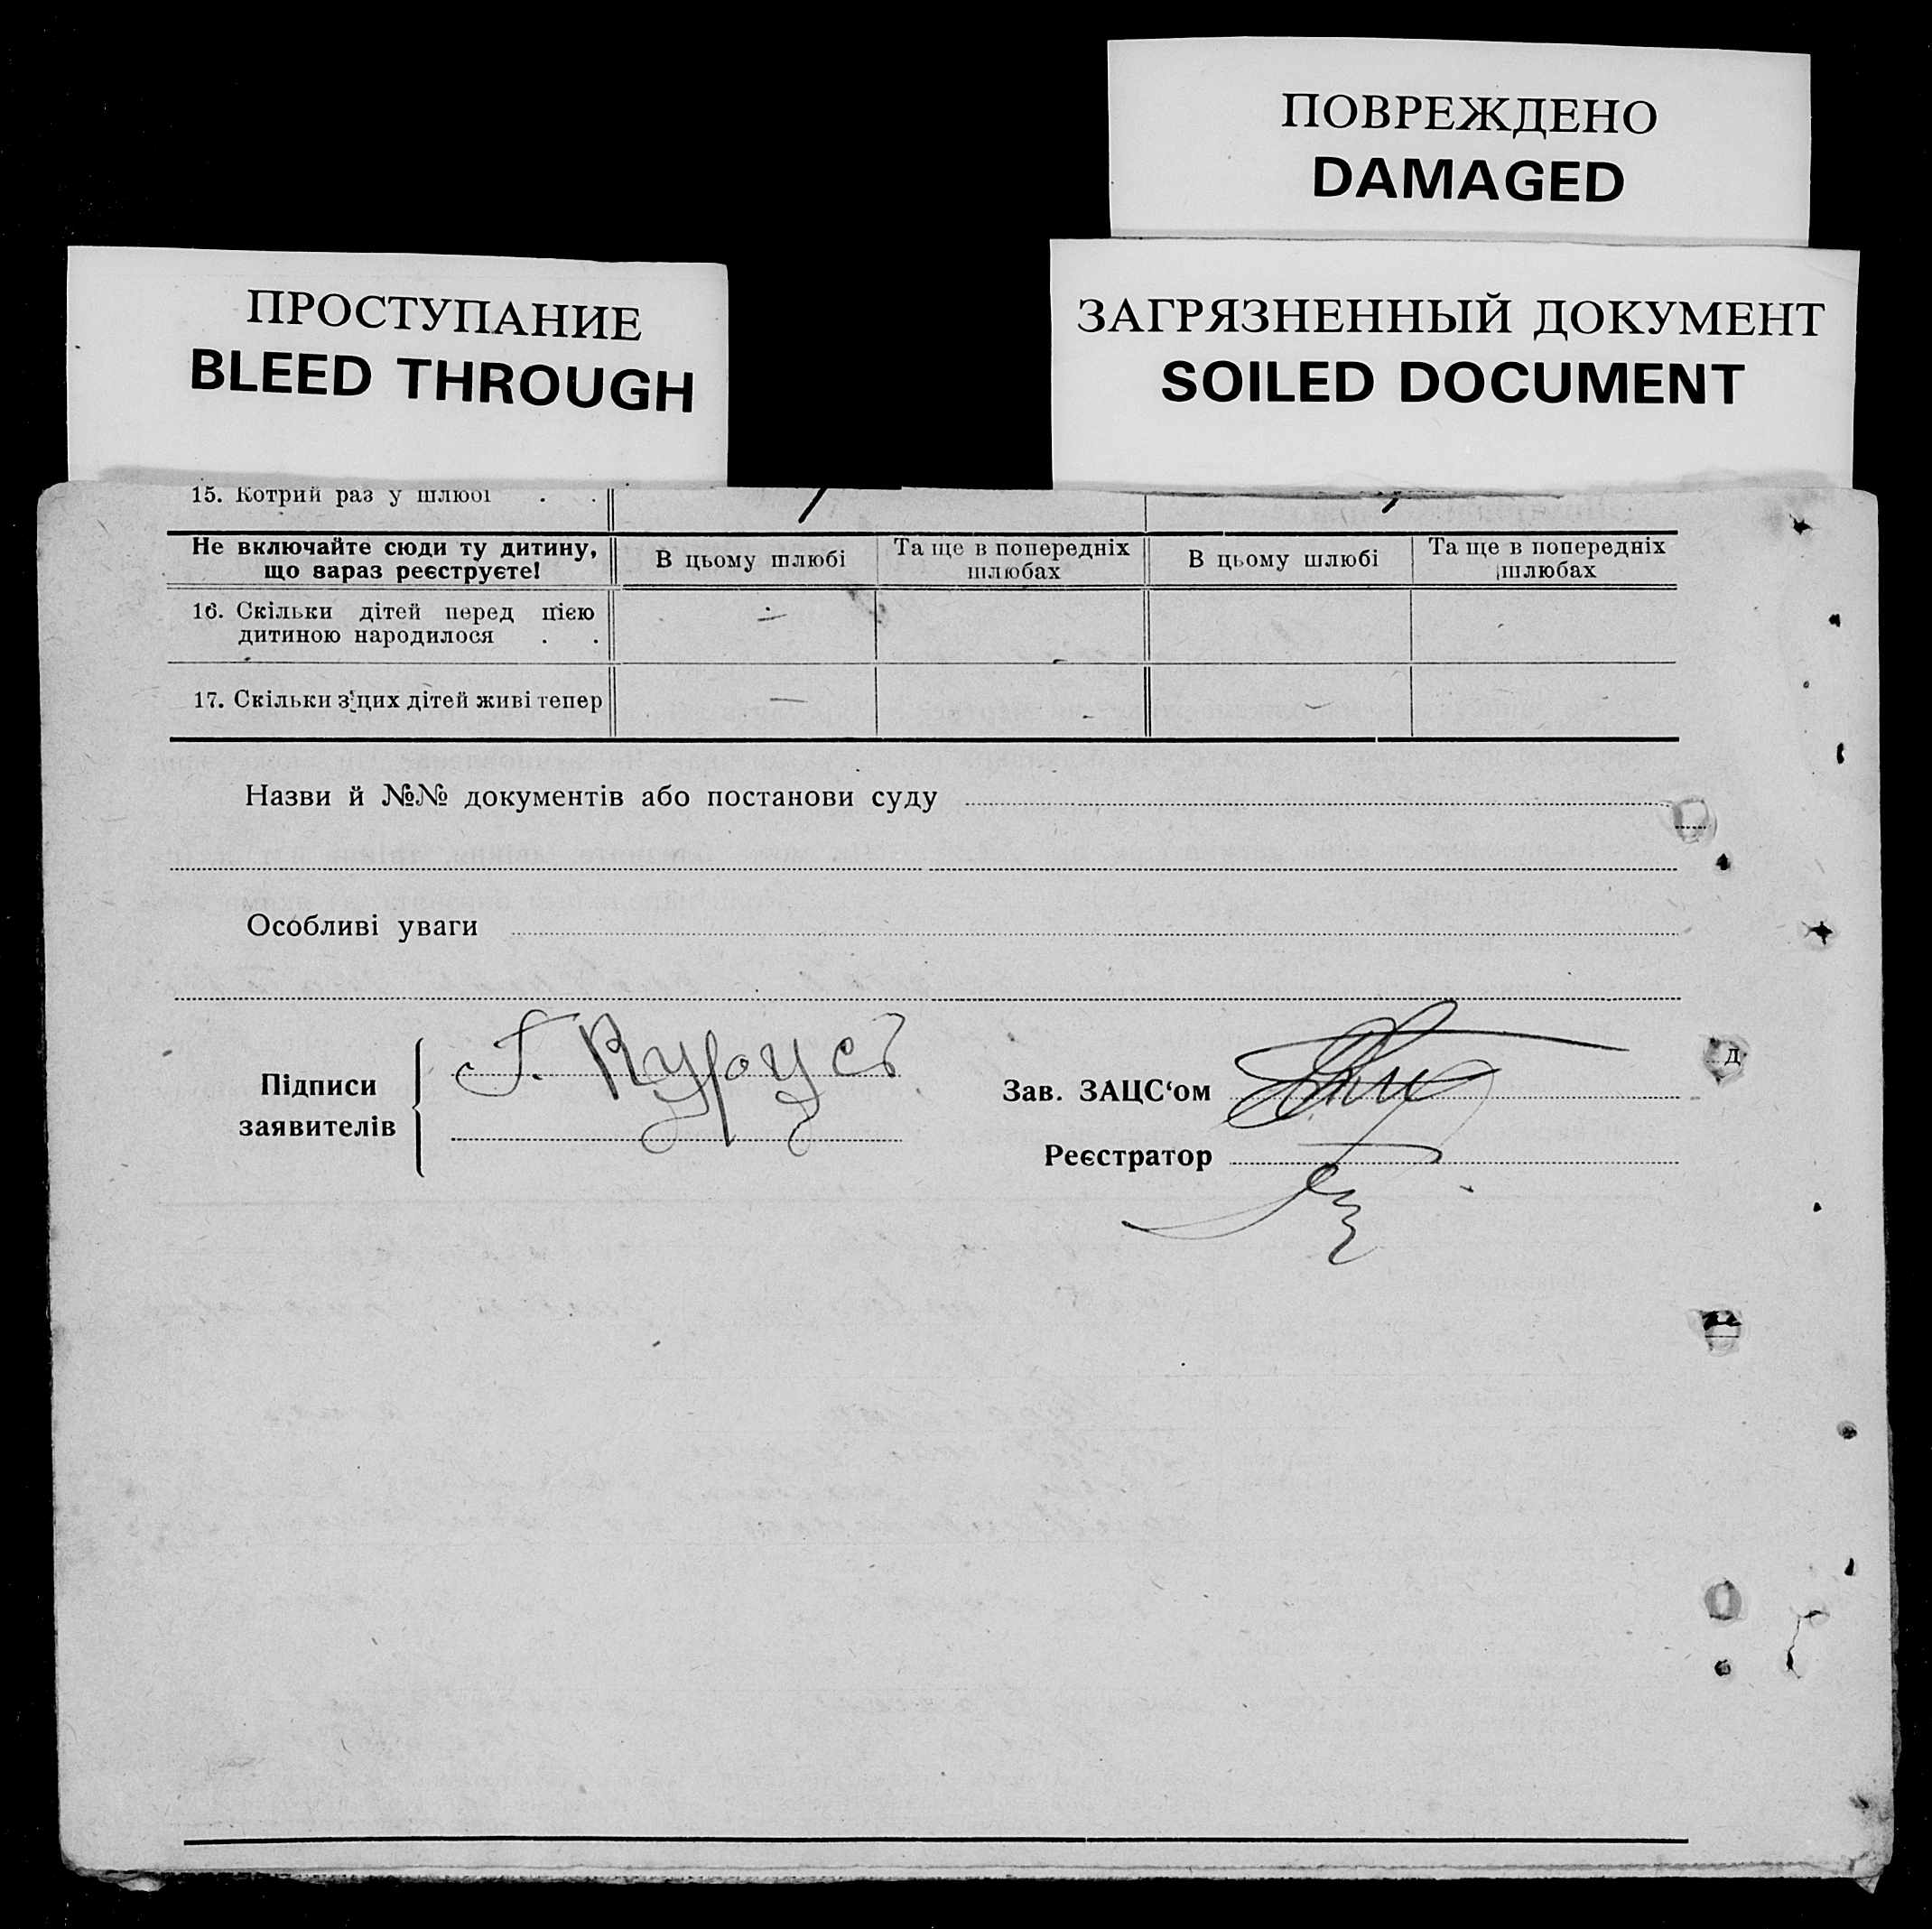 ПОВРЕЖДЕНО
DAMAGED
ПРОСТУПАНИЕ
BLEED THROUGH
ЗАГРЯЗНЕННЫЙ ДОКУМЕНТ
SOILED DOCUMENT
15. Котрий раз у шлюбі . .
Не включайте сюди ту дитину, що зараз реєструєте!
В цьому шлюбі
Та ще в попередніх шлюбах
В цьому шлюбі
Та ще в попередніх шлюбах
16. Скільки дітей перед цією
дитиною народилося . .
17. Скільки з'цих дітей живі тепер — -
Назви й №№ документів або постанови суду
Особливі уваги
Підписи
заявителів
Зав. ЗАЦС‘ом
Реєстратор
д